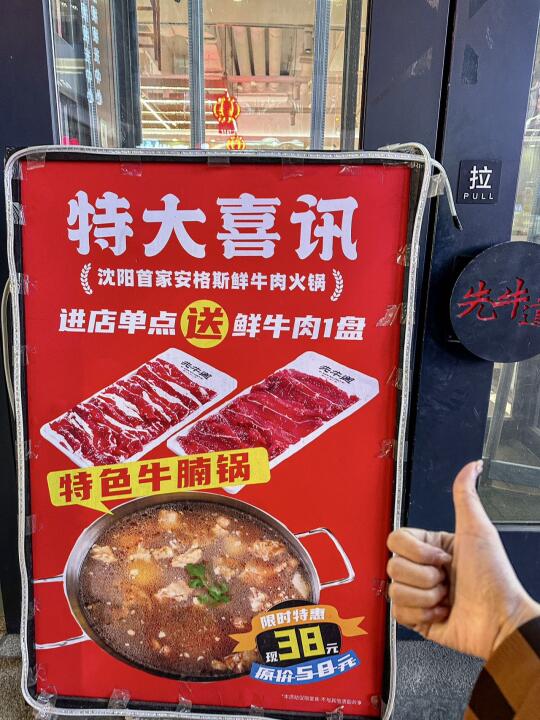 拉
PULL
特大喜讯
沈阳首家安格斯鲜牛肉火锅
进店单点送鲜牛肉1盘
先牛道
特色牛腩锅
限时特惠
现38元
原价58元